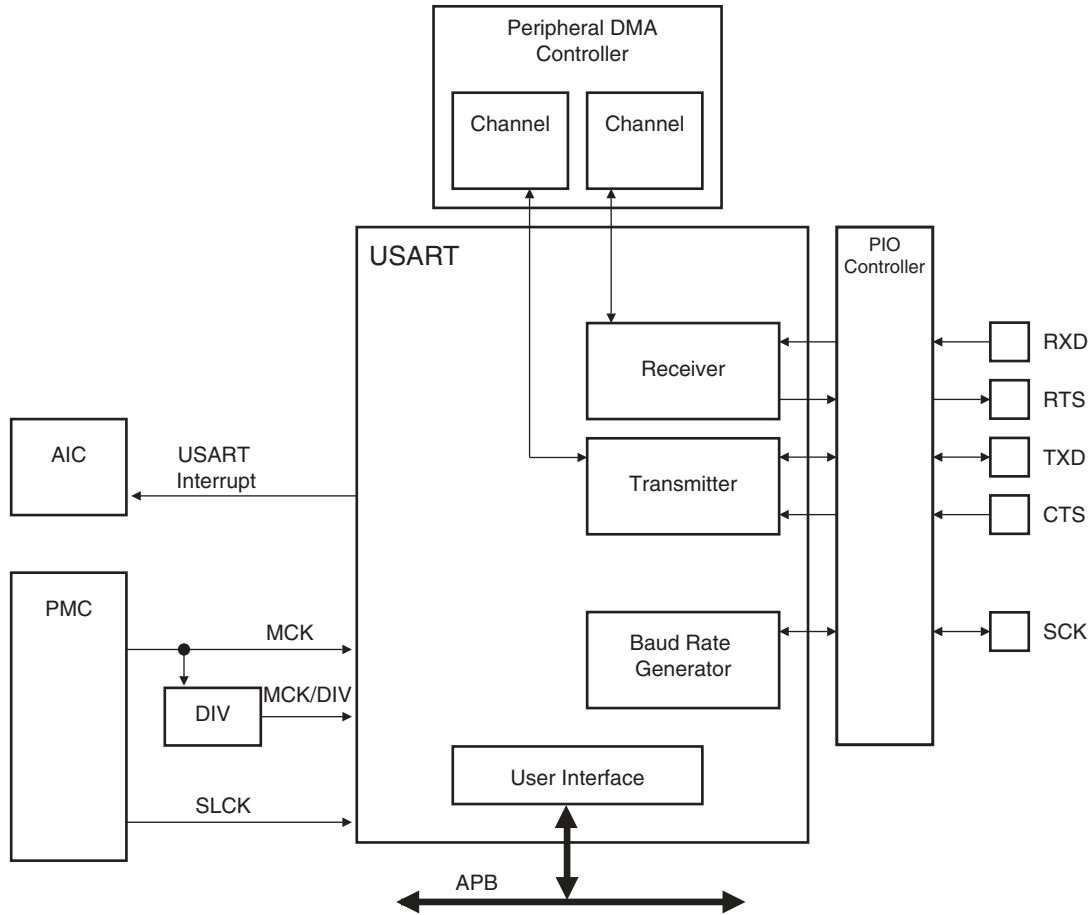 Peripheral DMA
Controller
Channel
Channel
USART
PIO
Controller
Receiver
RXD
RTS
AIC
USART
Interrupt
Transmitter
TXD
CTS
PMC
MCK
Baud Rate
Generator
SCK
DIV
MCK/DIV
User Interface
SLCK
APB